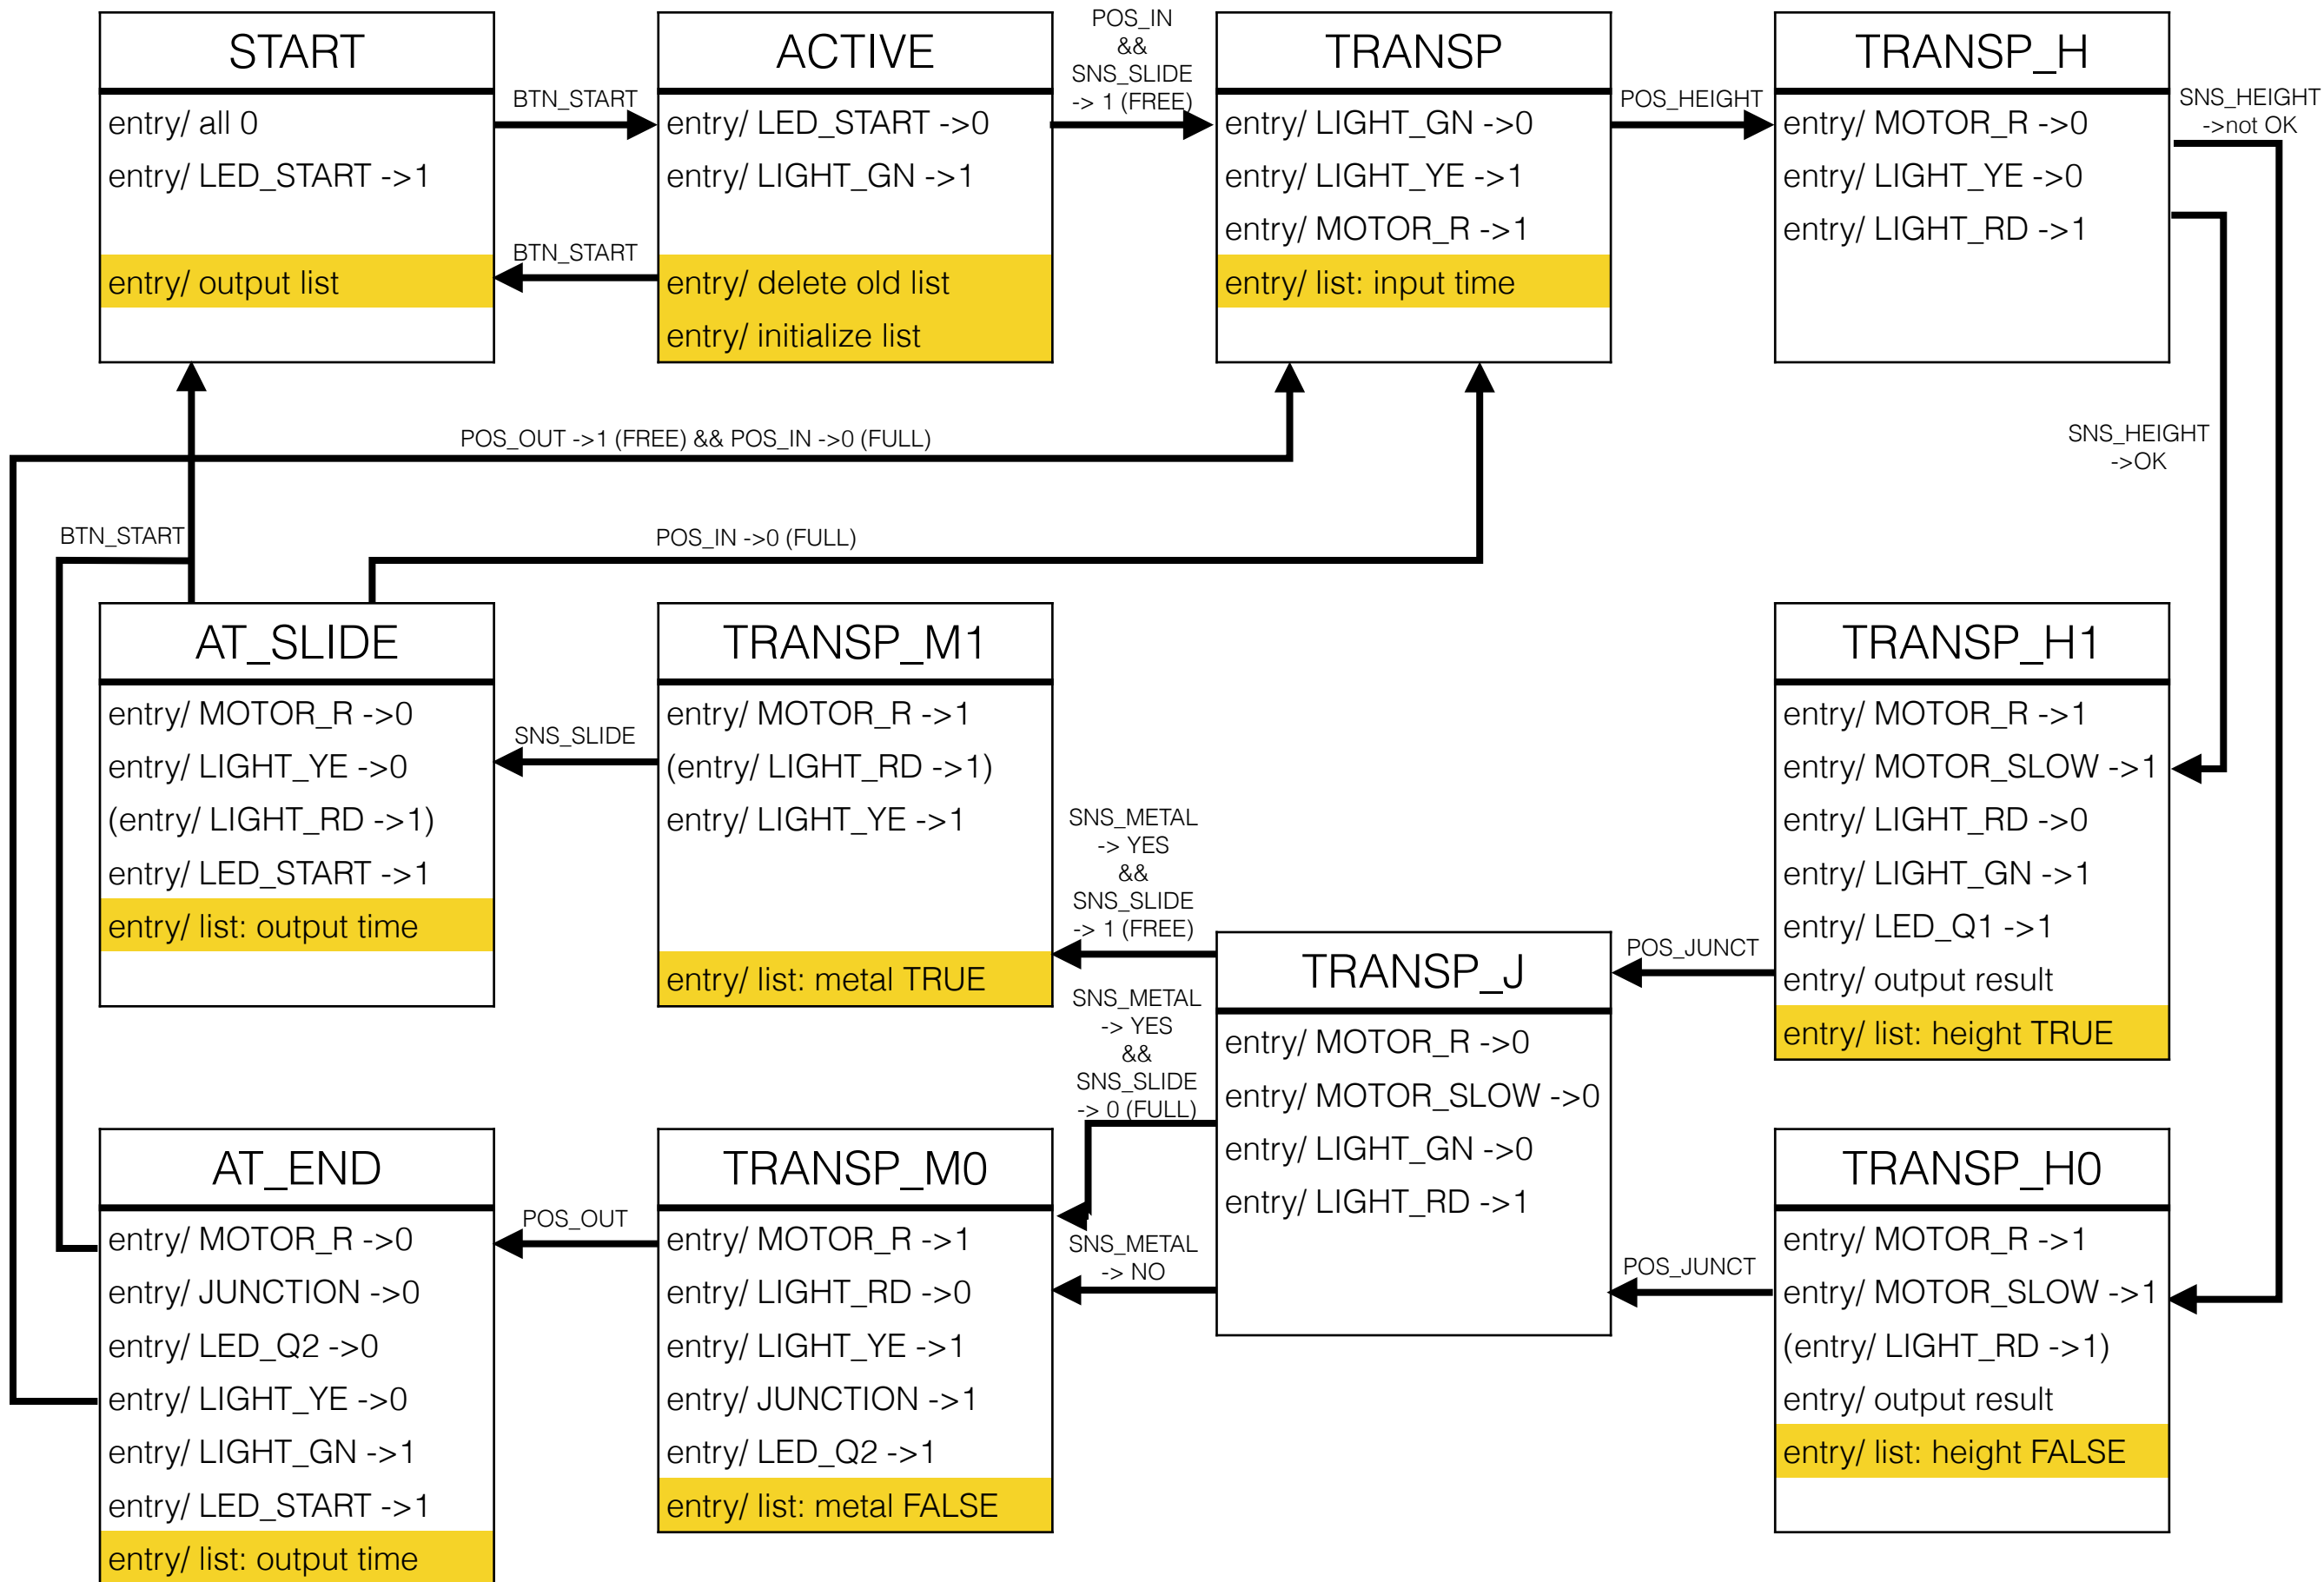 START
entry/ all 0
entry/ LED_START ->1
entry/ output list
BTN_START
BTN_START
ACTIVE
entry/ LED_START ->0
entry/ LIGHT_GN ->1
entry/ delete old list
entry/ initialize list
POS_IN
&&
SNS_SLIDE
-> 1 (FREE)
TRANSP
entry/ LIGHT_GN ->0
entry/ LIGHT_YE ->1
entry/ MOTOR_R ->1
entry/ list: input time
POS_HEIGHT
TRANSP_H
entry/ MOTOR_R ->0
entry/ LIGHT_YE ->0
entry/ LIGHT_RD ->1
SNS_HEIGHT
->not OK
SNS_HEIGHT
->OK
POS_OUT ->1 (FREE) && POS_IN ->0 (FULL)
BTN_START
POS_IN ->0 (FULL)
AT_SLIDE
entry/ MOTOR_R ->0
entry/ LIGHT_YE ->0
(entry/ LIGHT_RD ->1)
entry/ LED_START ->1
entry/ list: output time
SNS_SLIDE
TRANSP_M1
entry/ MOTOR_R ->1
(entry/ LIGHT_RD ->1)
entry/ LIGHT_YE ->1
entry/ list: metal TRUE
SNS_METAL
-> YES
&&
SNS_SLIDE
-> 1 (FREE)
SNS_METAL
-> YES
&&
SNS_SLIDE
-> 0 (FULL)
SNS_METAL
-> NO
TRANSP_J
entry/ MOTOR_R ->0
entry/ MOTOR_SLOW ->0
entry/ LIGHT_GN ->0
entry/ LIGHT_RD ->1
POS_JUNCT
POS_JUNCT
TRANSP_H1
entry/ MOTOR_R ->1
entry/ MOTOR_SLOW ->1
entry/ LIGHT_RD ->0
entry/ LIGHT_GN ->1
entry/ LED_Q1 ->1
entry/ output result
entry/ list: height TRUE
AT_END
entry/ MOTOR_R ->0
entry/ JUNCTION ->0
entry/ LED_Q2 ->0
entry/ LIGHT_YE ->0
entry/ LIGHT_GN ->1
entry/ LED_START ->1
entry/ list: output time
POS_OUT
TRANSP_M0
entry/ MOTOR_R ->1
entry/ LIGHT_RD ->0
entry/ LIGHT_YE ->1
entry/ JUNCTION ->1
entry/ LED_Q2 ->1
entry/ list: metal FALSE
TRANSP_H0
entry/ MOTOR_R ->1
entry/ MOTOR_SLOW ->1
(entry/ LIGHT_RD ->1)
entry/ output result
entry/ list: height FALSE